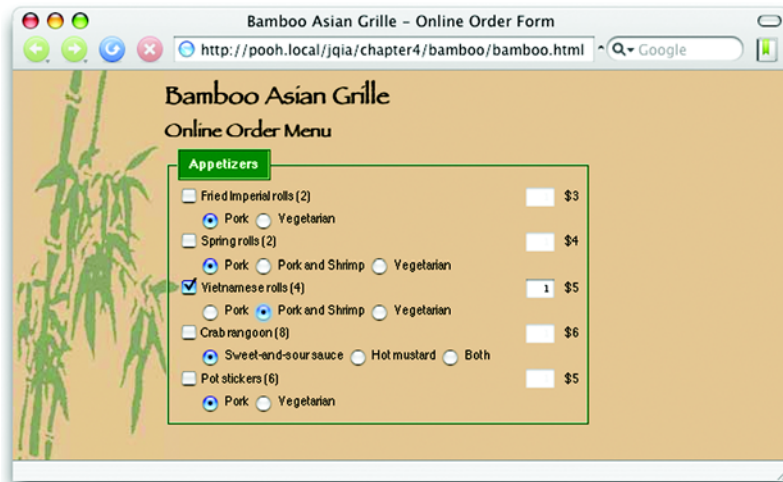 Bamboo Asian Grille – Online Order Form
http://pooh.local/jqia/chapter4/bamboo/bamboo.html Google
Bamboo Asian Grille
Online Order Menu
Appetizers
Fried Imperial rolls (2) $3
Pork Vegetarian
Spring rolls (2) $4
Pork Pork and Shrimp Vegetarian
Vietnamese rolls (4) 1 $5
Pork Pork and Shrimp Vegetarian
Crab rangoon (8) $6
Sweet-and-sour sauce Hot mustard Both
Pot stickers (6) $5
Pork Vegetarian